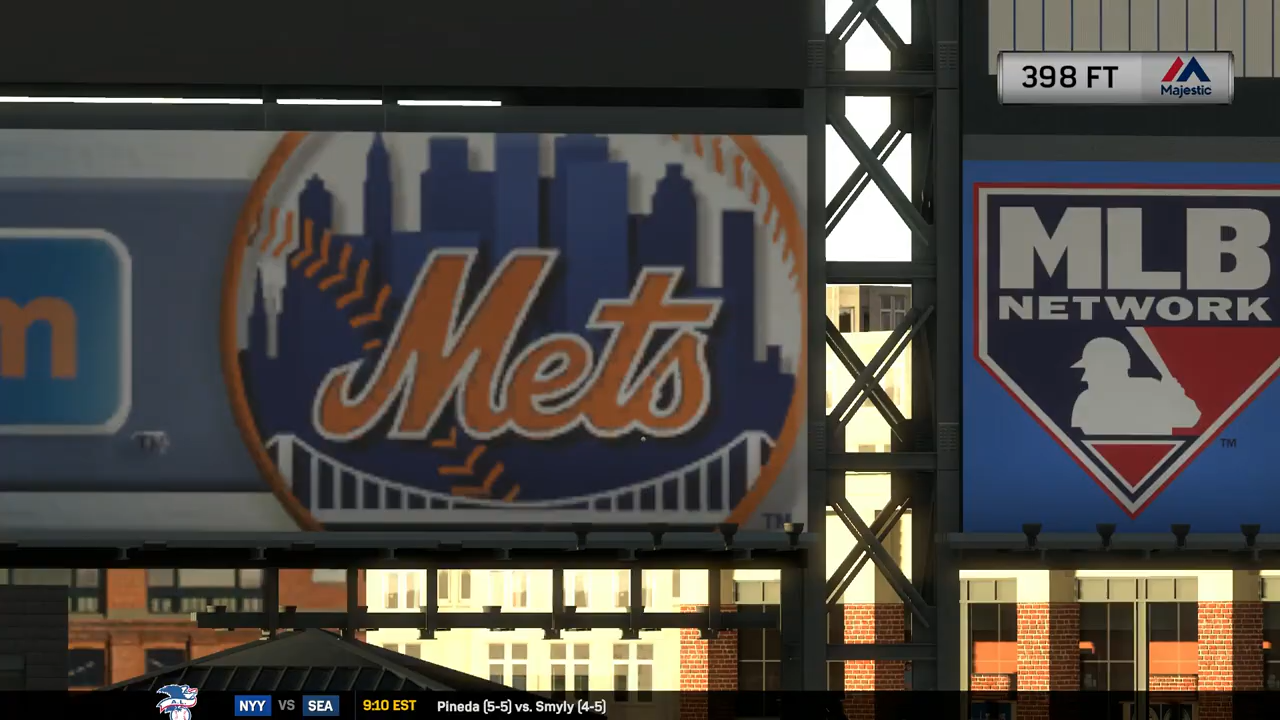 398 FT
Majestic
m
TM
Mets
TM
MLB
NETWORK
TM
NYY VS SEA 9:10 EST Pineda (5-5) vs. Smyly (4-5)